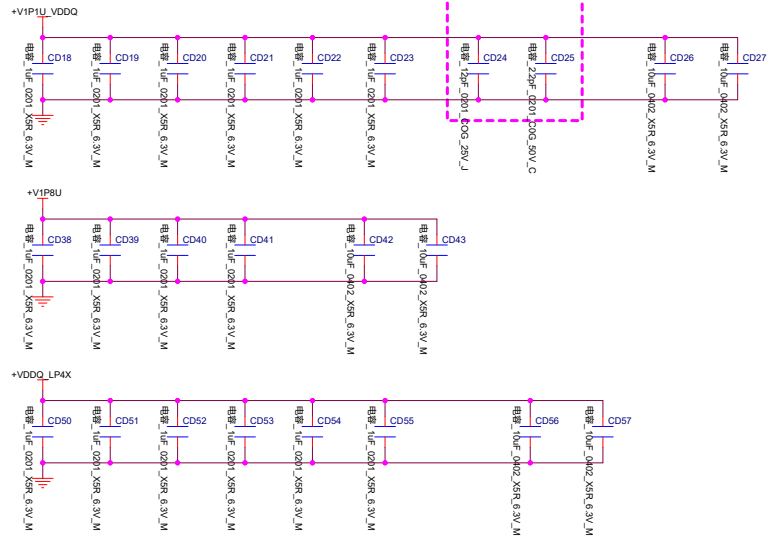 +V1P1U_VDDQ
CD18
CD19
CD20
CD21
CD22
CD23
CD24
CD25
CD26
CD27
电容_1uF_0201_X5R_6.3V_M
电容_1uF_0201_X5R_6.3V_M
电容_1uF_0201_X5R_6.3V_M
电容_1uF_0201_X5R_6.3V_M
电容_1uF_0201_X5R_6.3V_M
电容_1uF_0201_X5R_6.3V_M
电容_12pF_0201_COG_25V_J
电容_2.2pF_0201_C0G_50V_C
电容_10uF_0402_X5R_6.3V_M
电容_10uF_0402_X5R_6.3V_M
+V1P8U
CD38
CD39
CD40
CD41
CD42
CD43
电容_1uF_0201_X5R_6.3V_M
电容_1uF_0201_X5R_6.3V_M
电容_1uF_0201_X5R_6.3V_M
电容_1uF_0201_X5R_6.3V_M
电容_10uF_0402_X5R_6.3V_M
电容_10uF_0402_X5R_6.3V_M
+VDDQ_LP4X
CD50
CD51
CD52
CD53
CD54
CD55
CD56
CD57
电容_1uF_0201_X5R_6.3V_M
电容_1uF_0201_X5R_6.3V_M
电容_1uF_0201_X5R_6.3V_M
电容_1uF_0201_X5R_6.3V_M
电容_1uF_0201_X5R_6.3V_M
电容_1uF_0201_X5R_6.3V_M
电容_10uF_0402_X5R_6.3V_M
电容_10uF_0402_X5R_6.3V_M